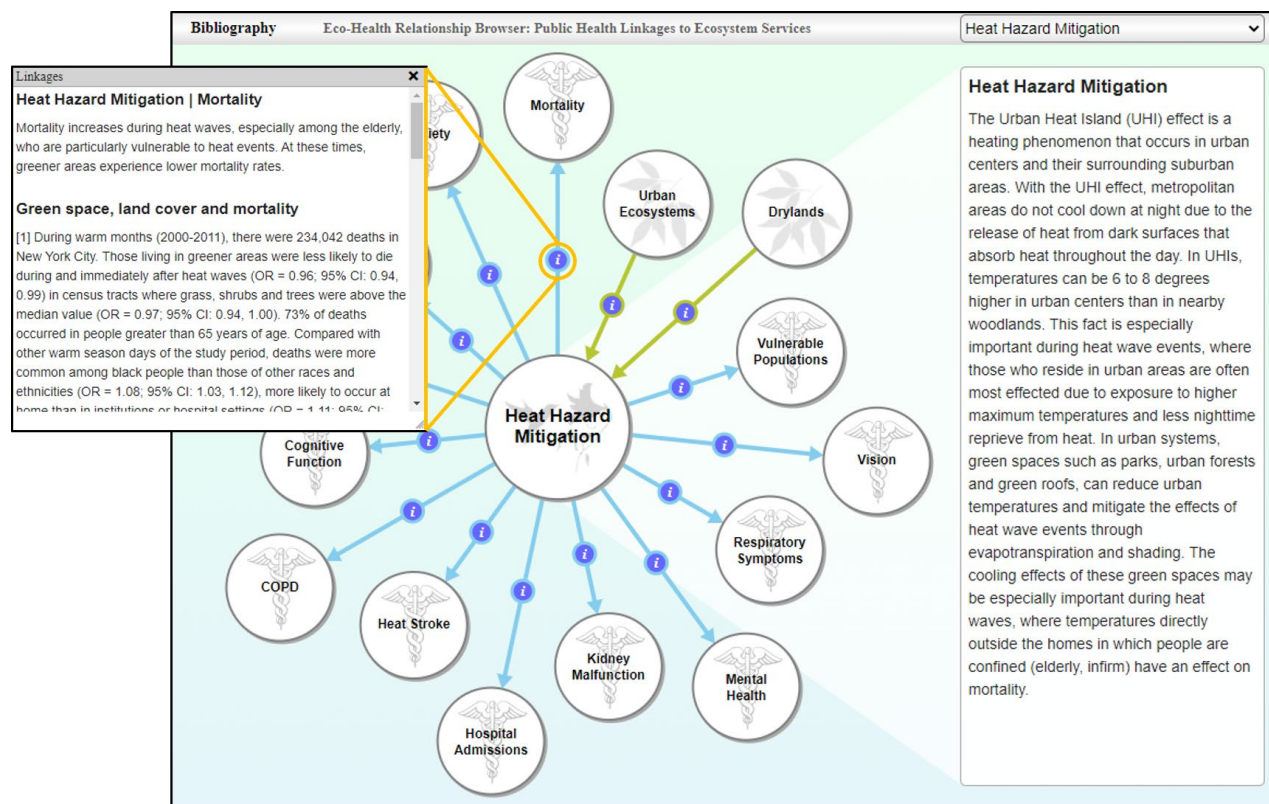 Bibliography
Eco-Health Relationship Browser: Public Health Linkages to Ecosystem Services
Heat Hazard Mitigation
Linkages
Heat Hazard Mitigation | Mortality
Mortality increases during heat waves, especially among the elderly,
who are particularly vulnerable to heat events. At these times,
greener areas experience lower mortality rates.
Green space, land cover and mortality
[1] During warm months (2000-2011), there were 234,042 deaths in
New York City. Those living in greener areas were less likely to die
during and immediately after heat waves (OR = 0.96; 95% CI: 0.94,
0.99) in census tracts where grass, shrubs and trees were above the
median value (OR = 0.97; 95% CI: 0.94, 1.00). 73% of deaths
occurred in people greater than 65 years of age. Compared with
other warm season days of the study period, deaths were more
common among black people than those of other races and
ethnicities (OR = 1.08; 95% CI: 1.03, 1.12), more likely to occur at
home than in institutions or hospital settings (OR = 1.11; 95% CI:
iety
Mortality
Urban
Ecosystems
Drylands
Vulnerable
Populations
Heat Hazard
Mitigation
Cognitive
Function
Vision
COPD
Respiratory
Symptoms
Heat Stroke
Kidney
Malfunction
Mental
Health
Hospital
Admissions
i
i
i
i
i
i
i
i
i
i
i
i
i
i
Heat Hazard Mitigation
The Urban Heat Island (UHI) effect is a
heating phenomenon that occurs in urban
centers and their surrounding suburban
areas. With the UHI effect, metropolitan
areas do not cool down at night due to the
release of heat from dark surfaces that
absorb heat throughout the day. In UHIs,
temperatures can be 6 to 8 degrees
higher in urban centers than in nearby
woodlands. This fact is especially
important during heat wave events, where
those who reside in urban areas are often
most effected due to exposure to higher
maximum temperatures and less nighttime
reprieve from heat. In urban systems,
green spaces such as parks, urban forests
and green roofs, can reduce urban
temperatures and mitigate the effects of
heat wave events through
evapotranspiration and shading. The
cooling effects of these green spaces may
be especially important during heat
waves, where temperatures directly
outside the homes in which people are
confined (elderly, infirm) have an effect on
mortality.